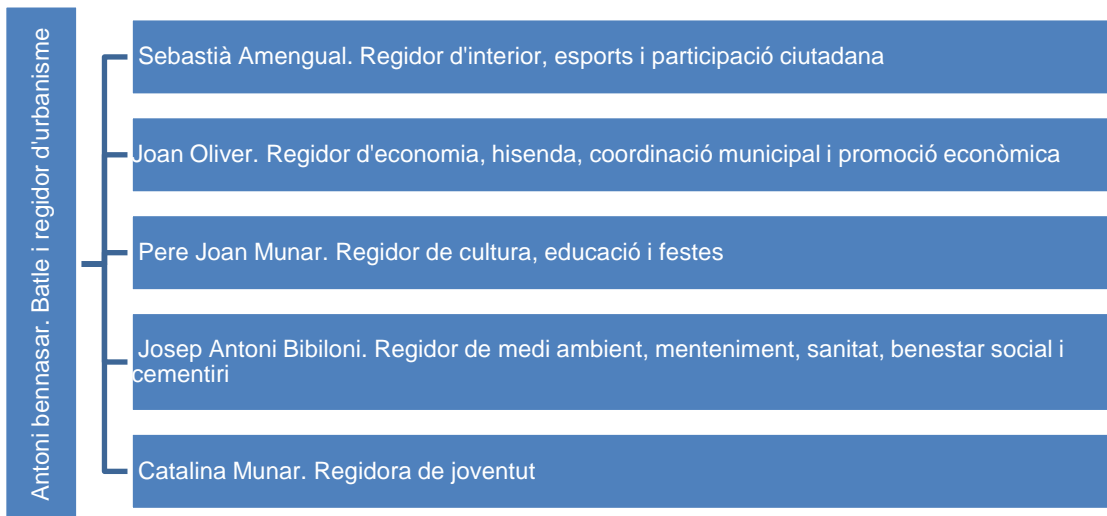 Antoni bennasar. Batle i regidor d'urbanisme
Sebastià Amengual. Regidor d'interior, esports i participació ciutadana
Joan Oliver. Regidor d'economia, hisenda, coordinació municipal i promoció econòmica
Pere Joan Munar. Regidor de cultura, educació i festes
Josep Antoni Bibiloni. Regidor de medi ambient, menteniment, sanitat, benestar social i
cementiri
Catalina Munar. Regidora de joventut